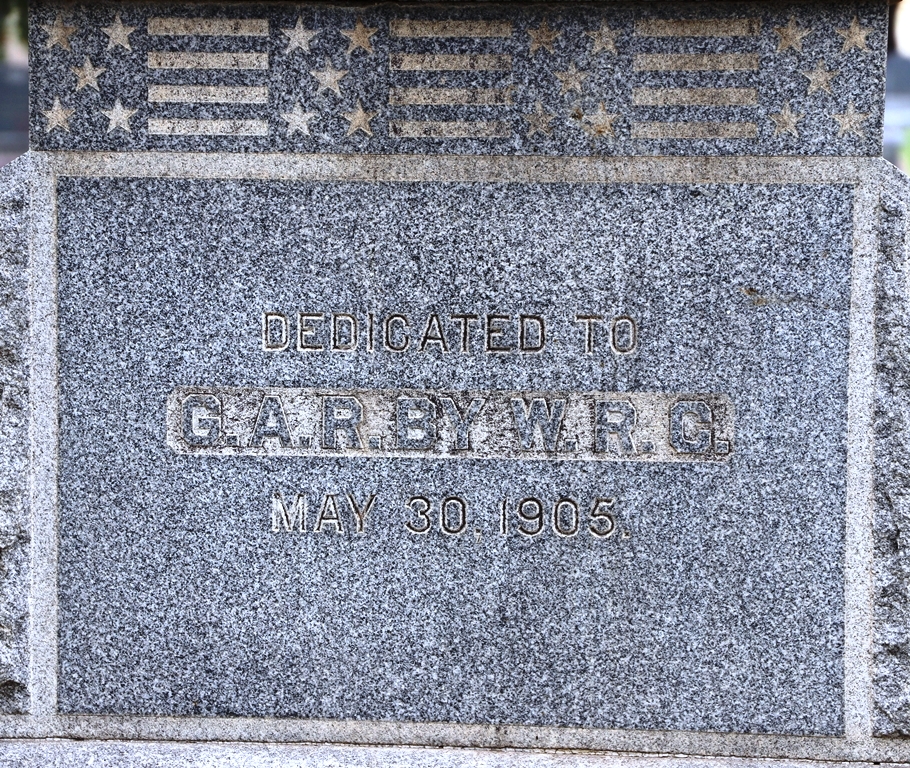 DEDICATED TO
G.A.R. BY W.R.C.
MAY 30, 1905.